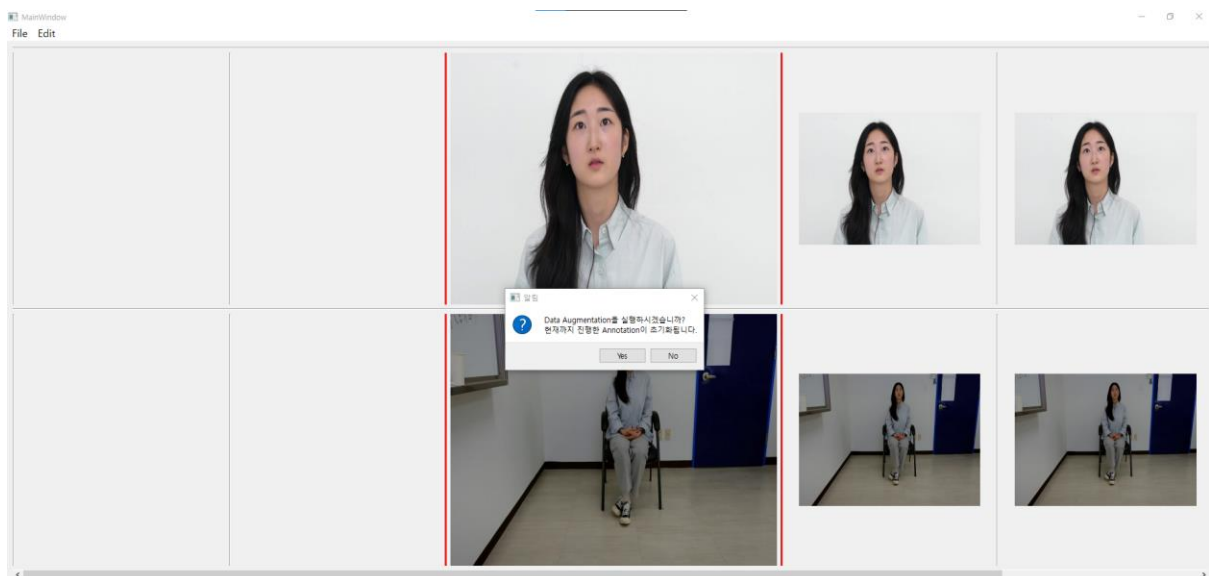 MainWindow
File Edit
알림
Data Augmentation을 실행하시겠습니까?
현재까지 진행한 Annotation이 초기화됩니다.
Yes No